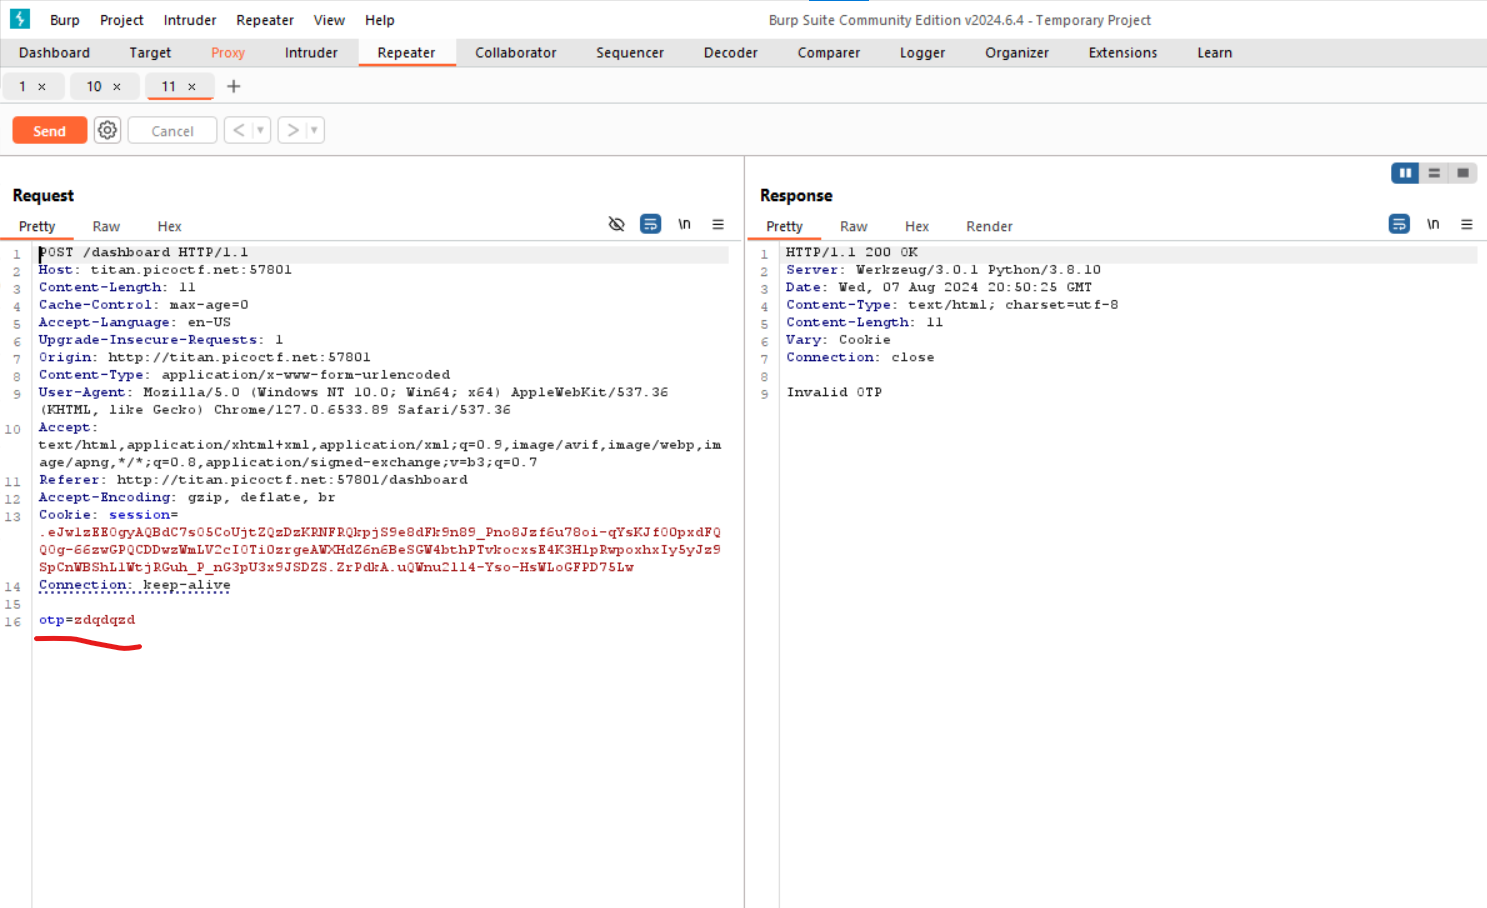 Burp Project Intruder Repeater View Help
Burp Suite Community Edition v2024.6.4 - Temporary Project
Dashboard Target Proxy Intruder Repeater Collaborator Sequencer Decoder Comparer Logger Organizer Extensions Learn
1 × 10 × 11 × +
Send Cancel < ▾ > ▾
Request
Pretty Raw Hex
\n
1 POST /dashboard HTTP/1.1
2 Host: titan.picoctf.net:57801
3 Content-Length: 11
4 Cache-Control: max-age=0
5 Accept-Language: en-US
6 Upgrade-Insecure-Requests: 1
7 Origin: http://titan.picoctf.net:57801
8 Content-Type: application/x-www-form-urlencoded
9 User-Agent: Mozilla/5.0 (Windows NT 10.0; Win64; x64) AppleWebKit/537.36
(KHTML, like Gecko) Chrome/127.0.6533.89 Safari/537.36
10 Accept:
text/html,application/xhtml+xml,application/xml;q=0.9,image/avif,image/webp,im
age/apng,*/*;q=0.8,application/signed-exchange;v=b3;q=0.7
11 Referer: http://titan.picoctf.net:57801/dashboard
12 Accept-Encoding: gzip, deflate, br
13 Cookie: session=
14 Connection: keep-alive
15
16 otp=zdqdqzd
Response
Pretty Raw Hex Render
\n
1 HTTP/1.1 200 OK
2 Server: Werkzeug/3.0.1 Python/3.8.10
3 Date: Wed, 07 Aug 2024 20:50:25 GMT
4 Content-Type: text/html; charset=utf-8
5 Content-Length: 11
6 Vary: Cookie
7 Connection: close
8
9 Invalid OTP